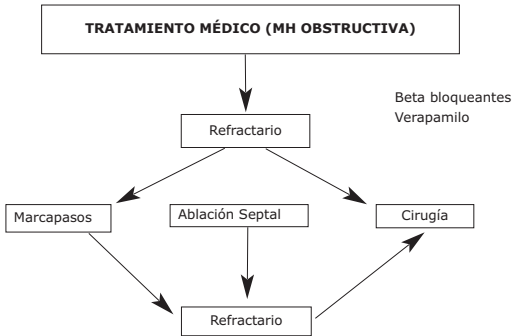 TRATAMIENTO MÉDICO (MH OBSTRUCTIVA)
Beta bloqueantes
Verapamilo
Refractario
Marcapasos
Ablación Septal
Cirugía
Refractario